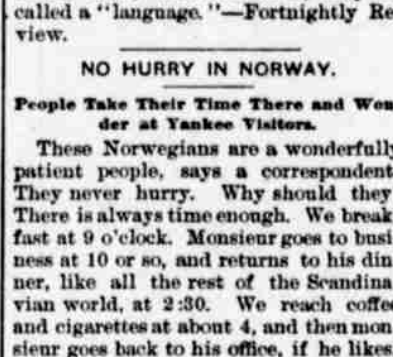 called a "language."—Fortnightly Re
view.
NO HURRY IN NORWAY.
People Take Their Time There and Won
der at Yankee Visitors.
These Norwegians are a wonderfully
patient people, says a correspondent
They never hurry. Why should they
There is always time enough. We break
fast at 9 o'clock. Monsieur goes to busi
ness at 10 or so, and returns to his din
ner, like all the rest of the Scandina
vian world, at 2:30. We reach coffee
and cigarettes at about 4, and then mon
sieur goes back to his office, if he likes